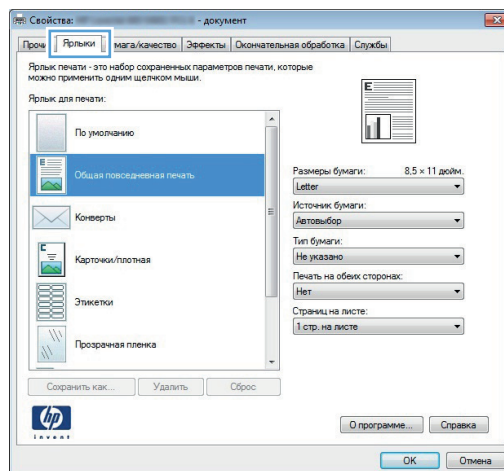 Свойства: - документ
Ярлыки
мага/качество
Эффекты
Окончательная обработка
Службы
Ярлык печати - это набор сохраненных параметров печати, которые
можно применить одним щелчком мыши.
Ярлык для печати:
По умолчанию
Общая повседневная печать
Конверты
Карточки/плотная
Этикетки
Прозрачная пленка
Сохранить как...
Удалить
Сброс
E
Размеры бумаги: 8,5 × 11 дюйм.
Letter
Источник бумаги:
Автовыбор
Тип бумаги:
Не указано
Печать на обеих сторонах:
Нет
Страниц на листе:
1 стр. на листе
hp
invent
О программе...
Справка
OK
Отмена